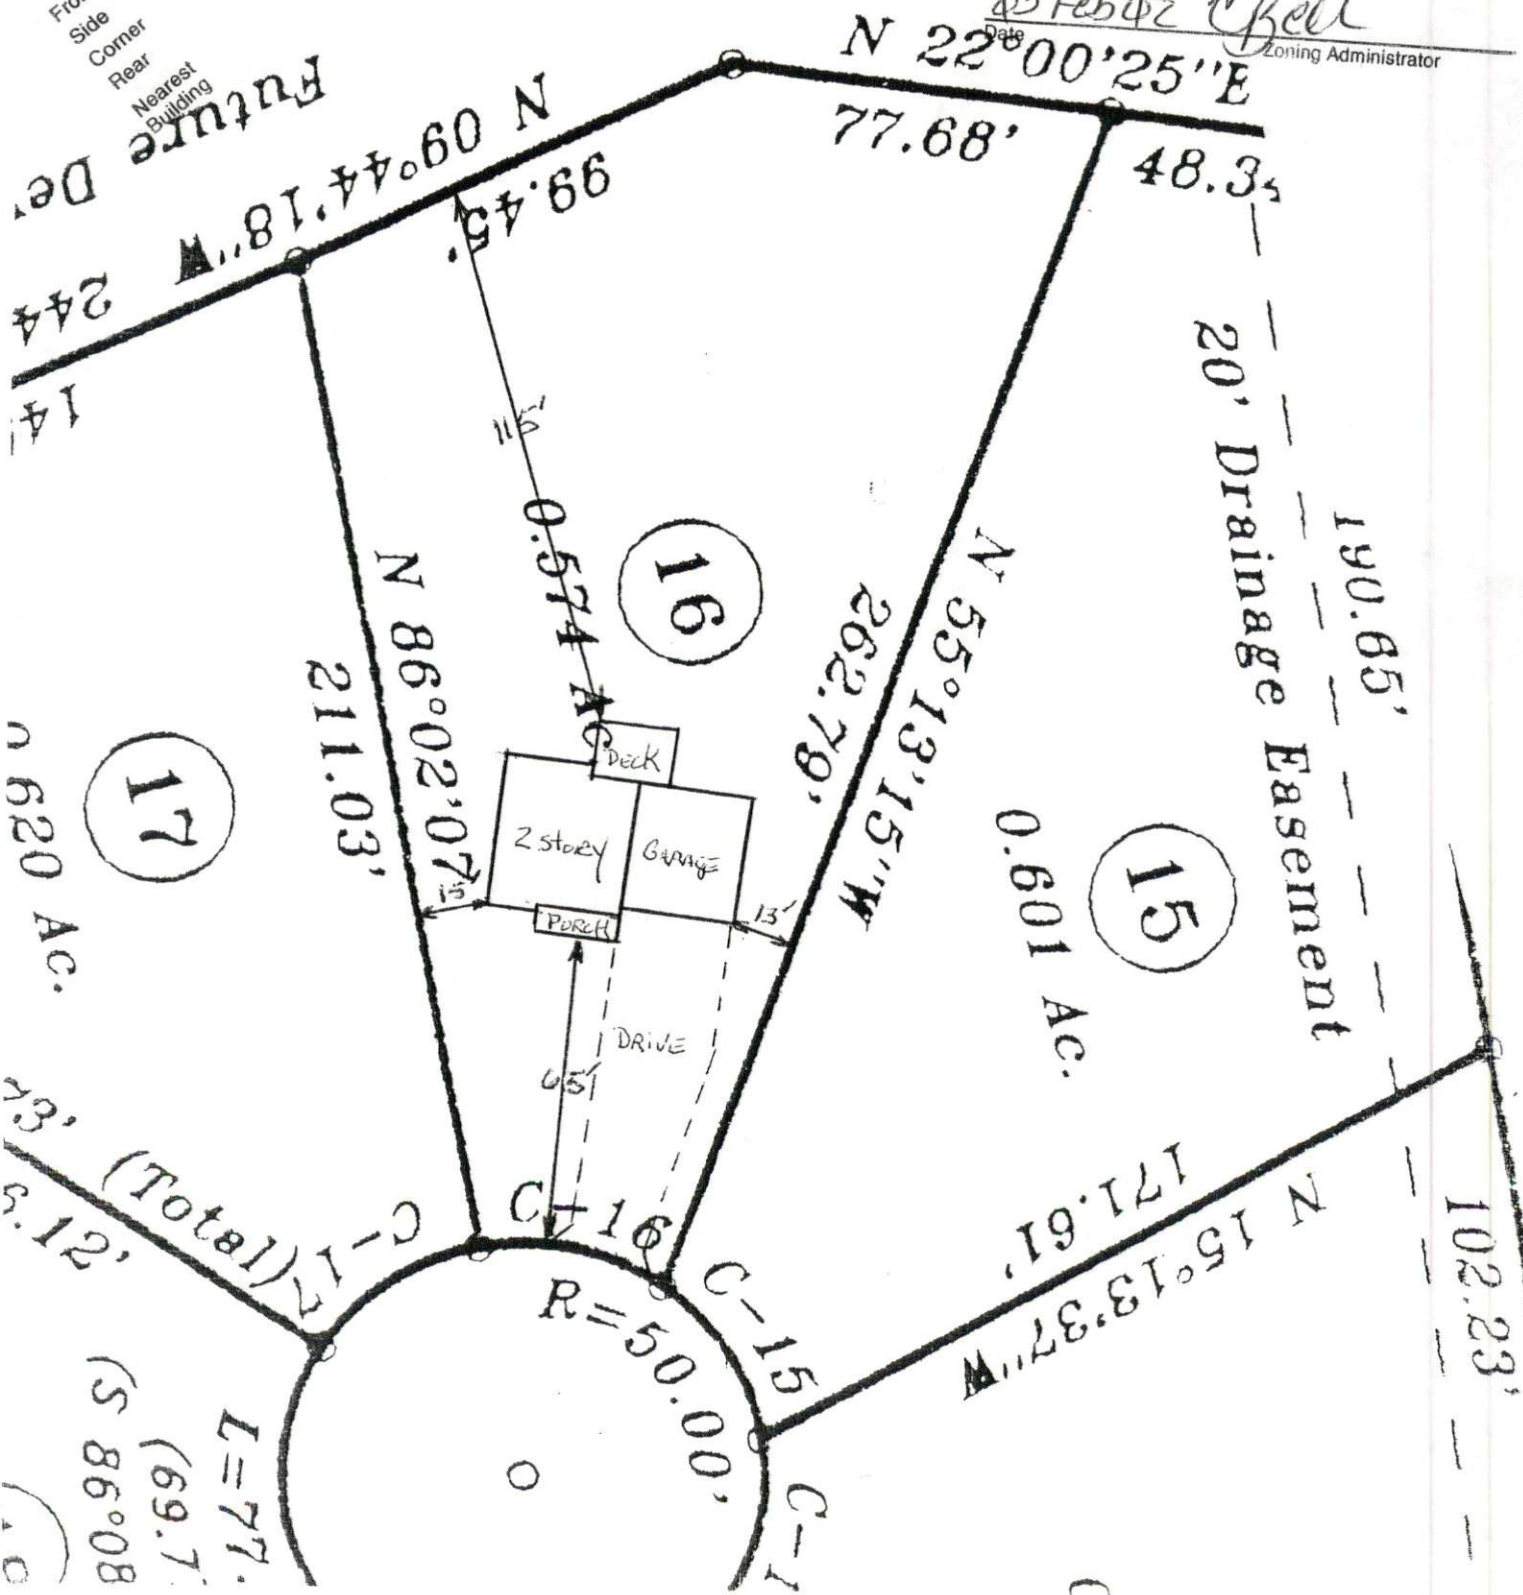 Side
Corner
Rear
Nearest
Building
Date
Zoning Administrator
N 22°00'25"E
77.68'
48.3
Future De
N 09°44'18"W
99.45'
244
14
115'
0.574 AC
16
N 55°13'15"W
262.79'
20' Drainage Easement
190.65'
N 86°02'07"
211.03'
17
620 Ac.
DECK
2 STORY
GARAGE
PORCH
15'
13'
DRIVE
65'
15
0.601 Ac.
3' (Total)
6.12'
C-17
C-16
C-15
R=50.00'
171.61'
N 15°13'37"W
102.23'
L=77.
(69.7
(S 86°08
C-1